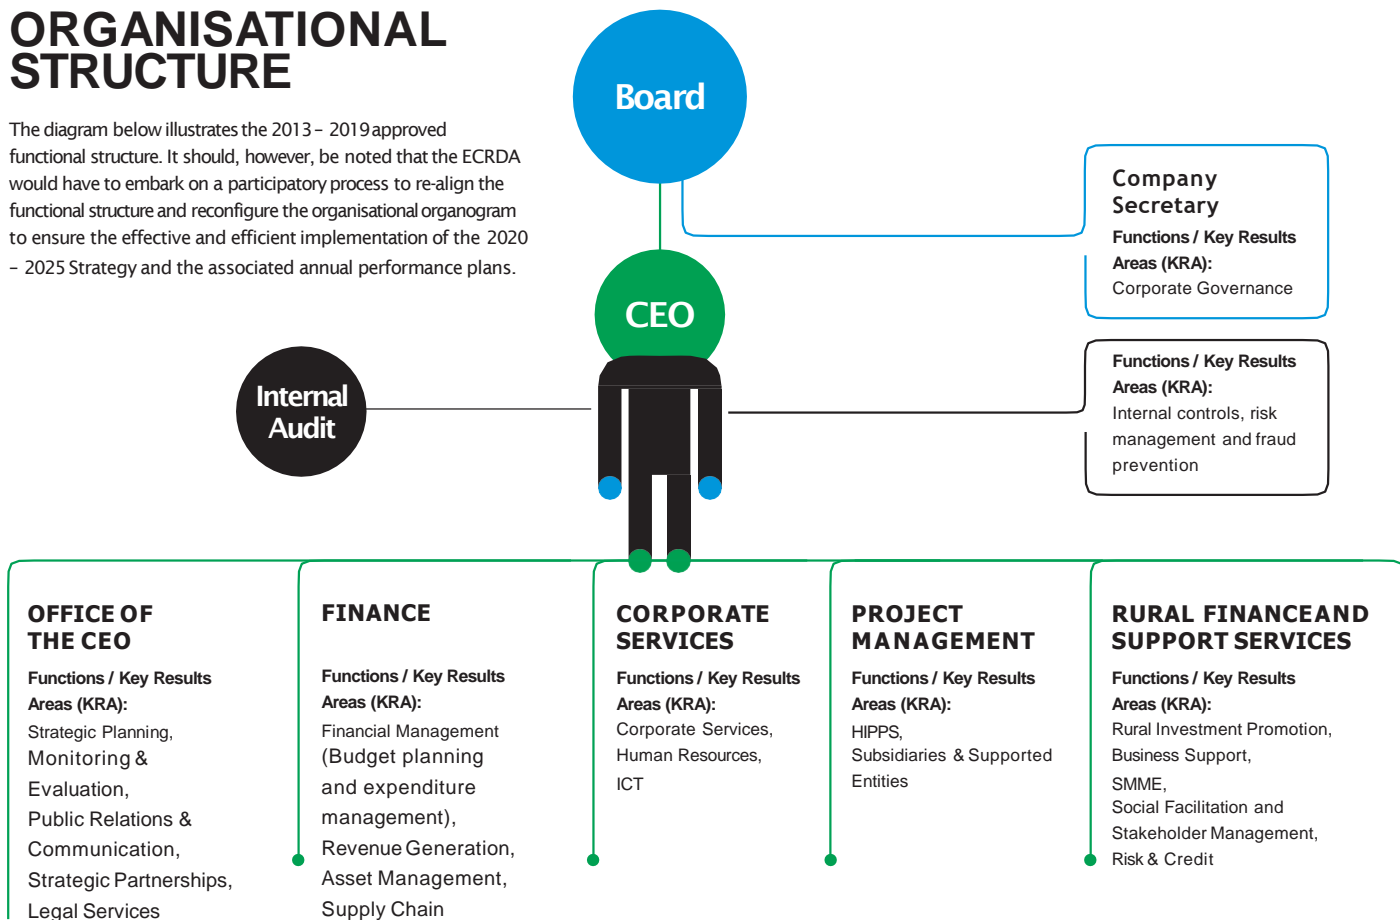 ORGANISATIONAL
STRUCTURE
The diagram below illustrates the 2013 – 2019 approved
functional structure. It should, however, be noted that the ECRDA
would have to embark on a participatory process to re-align the
functional structure and reconfigure the organisational organogram
to ensure the effective and efficient implementation of the 2020
– 2025 Strategy and the associated annual performance plans.
Board
Company
Secretary
Functions / Key Results
Areas (KRA):
Corporate Governance
CEO
Internal
Audit
Functions / Key Results
Areas (KRA):
Internal controls, risk
management and fraud
prevention
OFFICE OF
THE CEO
Functions / Key Results
Areas (KRA):
Strategic Planning,
Monitoring &
Evaluation,
Public Relations &
Communication,
Strategic Partnerships,
Legal Services
FINANCE
Functions / Key Results
Areas (KRA):
Financial Management
(Budget planning
and expenditure
management),
Revenue Generation,
Asset Management,
Supply Chain
CORPORATE
SERVICES
Functions / Key Results
Areas (KRA):
Corporate Services,
Human Resources,
ICT
PROJECT
MANAGEMENT
Functions / Key Results
Areas (KRA):
HIPPS,
Subsidiaries & Supported
Entities
RURAL FINANCEAND
SUPPORT SERVICES
Functions / Key Results
Areas (KRA):
Rural Investment Promotion,
Business Support,
SMME,
Social Facilitation and
Stakeholder Management,
Risk & Credit